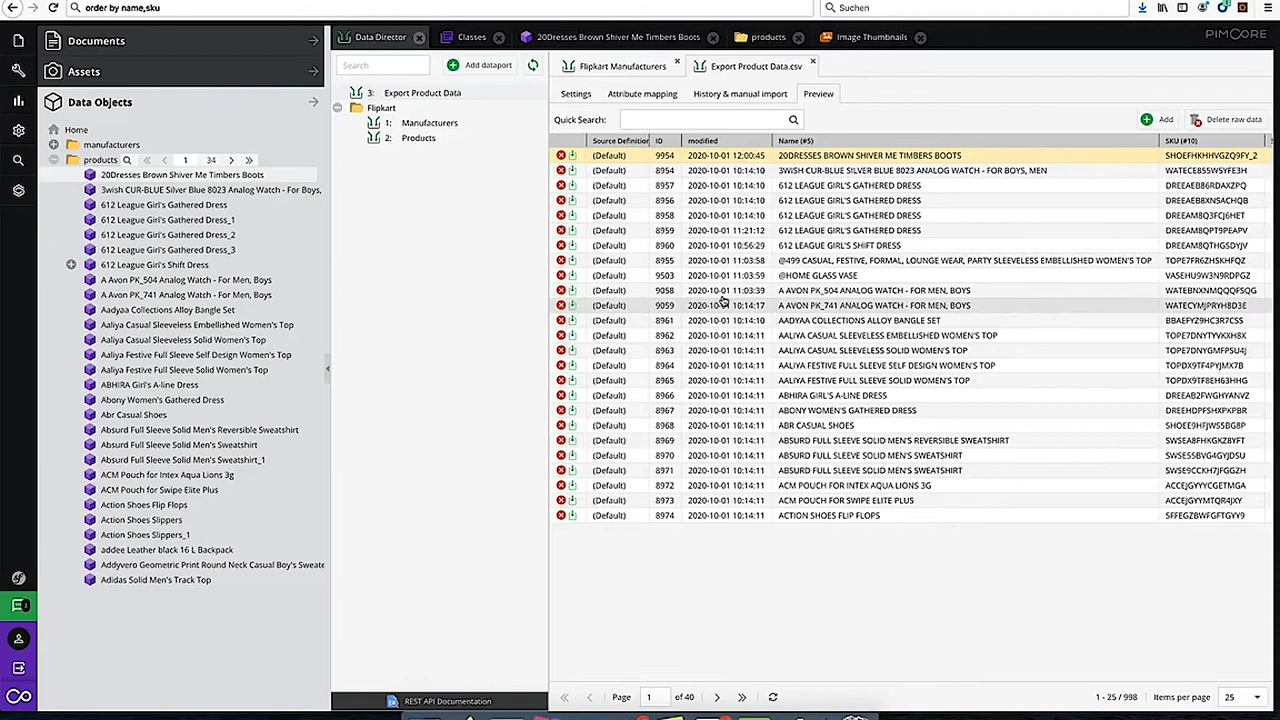 order by name,sku
Suchen
Documents
Assets
Data Objects
Home
manufacturers
products 1 34
20Dresses Brown Shiver Me Timbers Boots
3wish CUR-BLUE SIlver Blue 8023 Analog Watch - For Boys,
612 League Girl's Gathered Dress
612 League Girl's Gathered Dress_1
612 League Girl's Gathered Dress_2
612 League Girl's Gathered Dress_3
612 League Girl's Shift Dress
A Avon PK_504 Analog Watch - For Men, Boys
A Avon PK_741 Analog Watch - For Men, Boys
Aadyaa Collections Alloy Bangle Set
Aaliya Casual Sleeveless Embellished Women's Top
Aaliya Casual Sleeveless Solid Women's Top
Aaliya Festive Full Sleeve Self Design Women's Top
Aaliya Festive Full Sleeve Solid Women's Top
ABHIRA Girl's A-line Dress
Abony Women's Gathered Dress
Abr Casual Shoes
Absurd Full Sleeve Solid Men's Reversible Sweatshirt
Absurd Full Sleeve Solid Men's Sweatshirt
Absurd Full Sleeve Solid Men's Sweatshirt_1
ACM Pouch for Intex Aqua Lions 3g
ACM Pouch for Swipe Elite Plus
Action Shoes Flip Flops
Action Shoes Slippers
Action Shoes Slippers_1
addee Leather black 16 L Backpack
Addyvero Geometric Print Round Neck Casual Boy's Sweate
Adidas Solid Men's Track Top
Data Director Classes 20Dresses Brown Shiver Me Timbers Boots products Image Thumbnails
PIMCORE
Search Add dataport
3: Export Product Data
Flipkart
1: Manufacturers
2: Products
REST API Documentation
Flipkart Manufacturers Export Product Data.csv
Settings Attribute mapping History & manual import Preview
Quick Search: Add Delete raw data
Source Definition ID modified Name (#5) SKU (#10)
(Default) 9954 2020-10-01 12:00:45 20DRESSES BROWN SHIVER ME TIMBERS BOOTS SHOEFHKHHVGZQ9FY_2
(Default) 8954 2020-10-01 10:14:10 3WISH CUR-BLUE SILVER BLUE 8023 ANALOG WATCH - FOR BOYS, MEN WATECE855WSYFE3H
(Default) 8957 2020-10-01 10:14:10 612 LEAGUE GIRL'S GATHERED DRESS DREEAEB86RDAXZPQ
(Default) 8956 2020-10-01 10:14:10 612 LEAGUE GIRL'S GATHERED DRESS DREEAEB8XNSACHQB
(Default) 8958 2020-10-01 10:14:10 612 LEAGUE GIRL'S GATHERED DRESS DREEAM8Q3FCJ6HET
(Default) 8959 2020-10-01 11:21:12 612 LEAGUE GIRL'S GATHERED DRESS DREEAM8QPT9PEAPV
(Default) 8960 2020-10-01 10:56:29 612 LEAGUE GIRL'S SHIFT DRESS DREEAM8QTHGSDYJV
(Default) 8955 2020-10-01 11:03:58 @499 CASUAL, FESTIVE, FORMAL, LOUNGE WEAR, PARTY SLEEVELESS EMBELLISHED WOMEN'S TOP TOPE7FR6ZHSKHFQZ
(Default) 9503 2020-10-01 11:03:59 @HOME GLASS VASE VASEHU9W3N9RDPGZ
(Default) 9058 2020-10-01 11:03:39 A AVON PK_504 ANALOG WATCH - FOR MEN, BOYS WATEBNXNMQQQFSQG
(Default) 9059 2020-10-01 10:14:17 A AVON PK_741 ANALOG WATCH - FOR MEN, BOYS WATECYMJPRYH8D3E
(Default) 8961 2020-10-01 10:14:10 AADYAA COLLECTIONS ALLOY BANGLE SET BBAEFYZ9HC3R7CSS
(Default) 8962 2020-10-01 10:14:11 AALIYA CASUAL SLEEVELESS EMBELLISHED WOMEN'S TOP TOPE7DNYTYVKXH8X
(Default) 8963 2020-10-01 10:14:11 AALIYA CASUAL SLEEVELESS SOLID WOMEN'S TOP TOPE7DNYGMFPSU4J
(Default) 8964 2020-10-01 10:14:11 AALIYA FESTIVE FULL SLEEVE SELF DESIGN WOMEN'S TOP TOPDX9TF4PYJMX7B
(Default) 8965 2020-10-01 10:14:11 AALIYA FESTIVE FULL SLEEVE SOLID WOMEN'S TOP TOPDX9TF8EH63HHG
(Default) 8966 2020-10-01 10:14:11 ABHIRA GIRL'S A-LINE DRESS DREEAB2FWGHYANVZ
(Default) 8967 2020-10-01 10:14:11 ABONY WOMEN'S GATHERED DRESS DREEHDPFSHXPKPBR
(Default) 8968 2020-10-01 10:14:11 ABR CASUAL SHOES SHOEE9HFJWS5BG8P
(Default) 8969 2020-10-01 10:14:11 ABSURD FULL SLEEVE SOLID MEN'S REVERSIBLE SWEATSHIRT SWSEA8FHKGKZ8YFT
(Default) 8970 2020-10-01 10:14:11 ABSURD FULL SLEEVE SOLID MEN'S SWEATSHIRT SWSE55BVG4GYJSDU
(Default) 8971 2020-10-01 10:14:11 ABSURD FULL SLEEVE SOLID MEN'S SWEATSHIRT SWSE9CCKH7JFGGZH
(Default) 8972 2020-10-01 10:14:11 ACM POUCH FOR INTEX AQUA LIONS 3G ACCEJGYYYCGETMGA
(Default) 8973 2020-10-01 10:14:11 ACM POUCH FOR SWIPE ELITE PLUS ACCEJGYYMTQR4JXY
(Default) 8974 2020-10-01 10:14:11 ACTION SHOES FLIP FLOPS SFFEGZBWFGFTGYY9
Page 1 of 40 1 - 25 / 998 Items per page 25